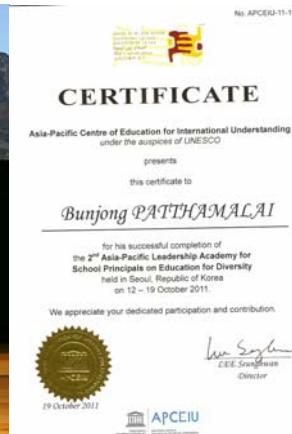 No. APCEIU-11-1
CERTIFICATE
Asia-Pacific Centre of Education for International Understanding
under the auspices of UNESCO
presents
this certificate to
Bunjong PATTHAMALAI
for his successful completion of
the 2nd Asia-Pacific Leadership Academy for
School Principals on Education for Diversity
held in Seoul, Republic of Korea
on 12 – 19 October 2011.
We appreciate your dedicated participation and contribution.
LEE Seunghwan
Director
19 October 2011
APCEIU